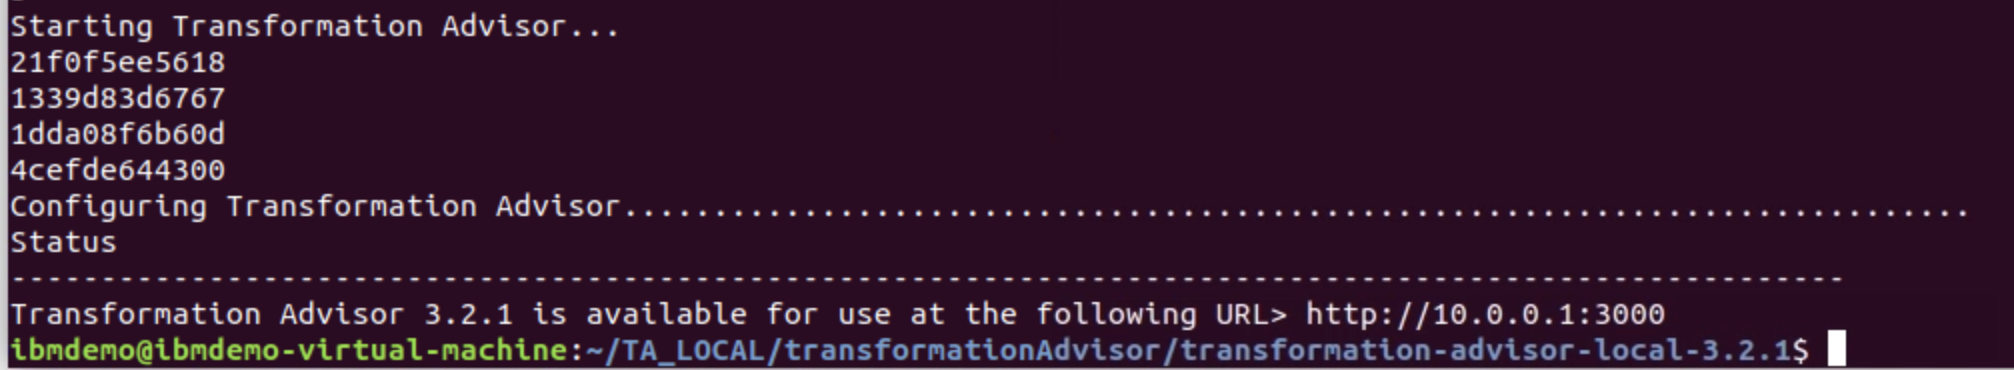 Starting Transformation Advisor...
21f0f5ee5618
1339d83d6767
1dda08f6b60d
4cefde644300
Configuring Transformation Advisor...........................................................................
Status
------------------------------------------------------------------------------------------------------
Transformation Advisor 3.2.1 is available for use at the following URL> http://10.0.0.1:3000
ibmdemo@ibmdemo-virtual-machine:~/TA_LOCAL/transformationAdvisor/transformation-advisor-local-3.2.1$